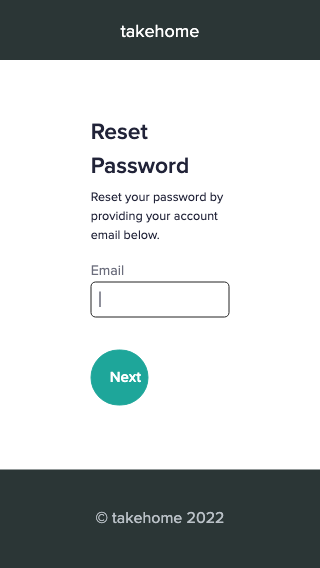 takehome
Reset
Password
Reset your password by
providing your account
email below.
Email
Next
© takehome 2022